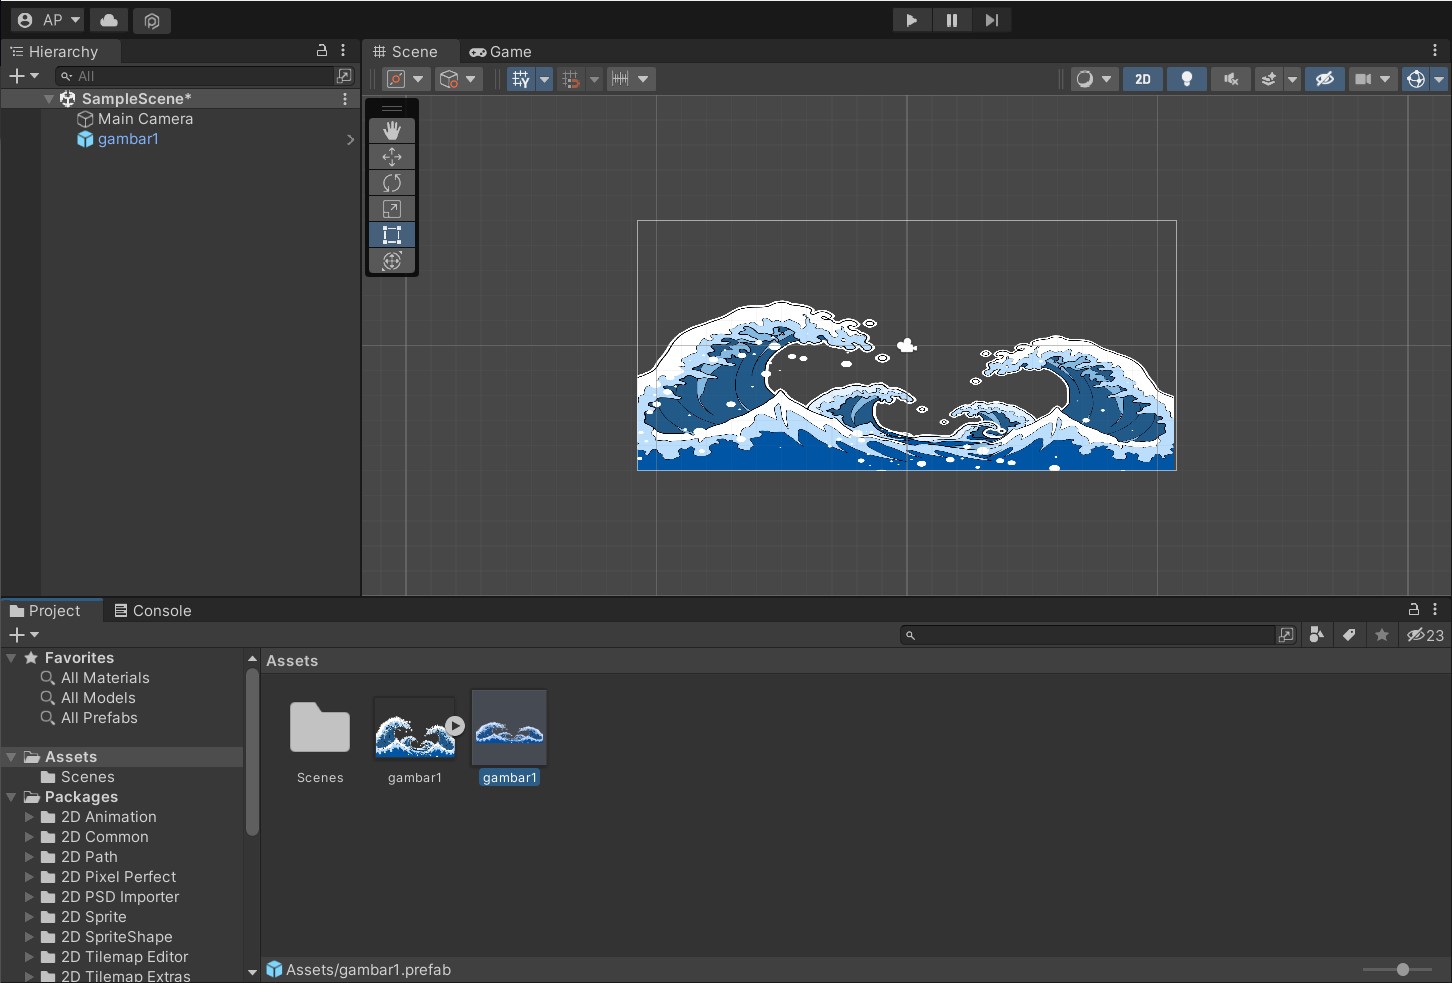 AP
Hierarchy
All
SampleScene*
Main Camera
gambar1
Scene
Game
2D
Project
Console
23
Favorites
All Materials
All Models
All Prefabs
Assets
Scenes
Packages
2D Animation
2D Common
2D Path
2D Pixel Perfect
2D PSD Importer
2D Sprite
2D SpriteShape
2D Tilemap Editor
2D Tilemap Extras
Assets
Scenes
gambar1
gambar1
Assets/gambar1.prefab